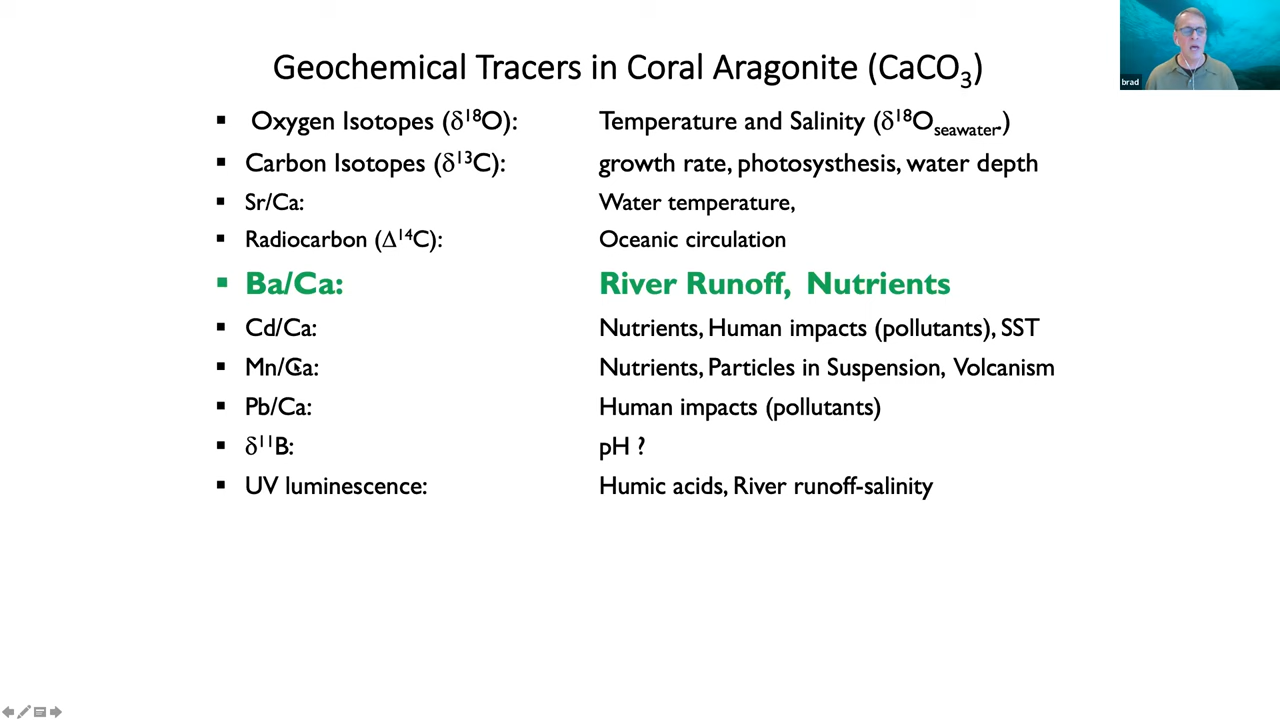 Geochemical Tracers in Coral Aragonite (CaCO₃)
▪ Oxygen Isotopes (δ¹⁸O): Temperature and Salinity (δ¹⁸Oseawater)
▪ Carbon Isotopes (δ¹³C): growth rate, photosysthesis, water depth
▪ Sr/Ca: Water temperature,
▪ Radiocarbon (Δ¹⁴C): Oceanic circulation
▪ Ba/Ca: River Runoff, Nutrients
▪ Cd/Ca: Nutrients, Human impacts (pollutants), SST
▪ Mn/Ca: Nutrients, Particles in Suspension, Volcanism
▪ Pb/Ca: Human impacts (pollutants)
▪ δ¹¹B: pH ?
▪ UV luminescence: Humic acids, River runoff-salinity
brad